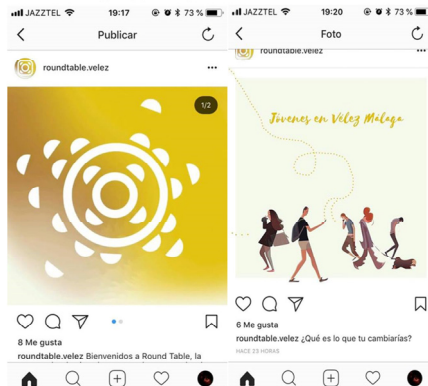 JAZZTEL 19:17 73 %
Publicar
roundtable.velez
1/2
8 Me gusta
roundtable.velez Bienvenidos a Round Table, la
JAZZTEL 19:20 73 %
Foto
roundtable.velez
Jóvenes en Vélez Málaga
6 Me gusta
roundtable.velez ¿Qué es lo que tu cambiarías?
HACE 23 HORAS